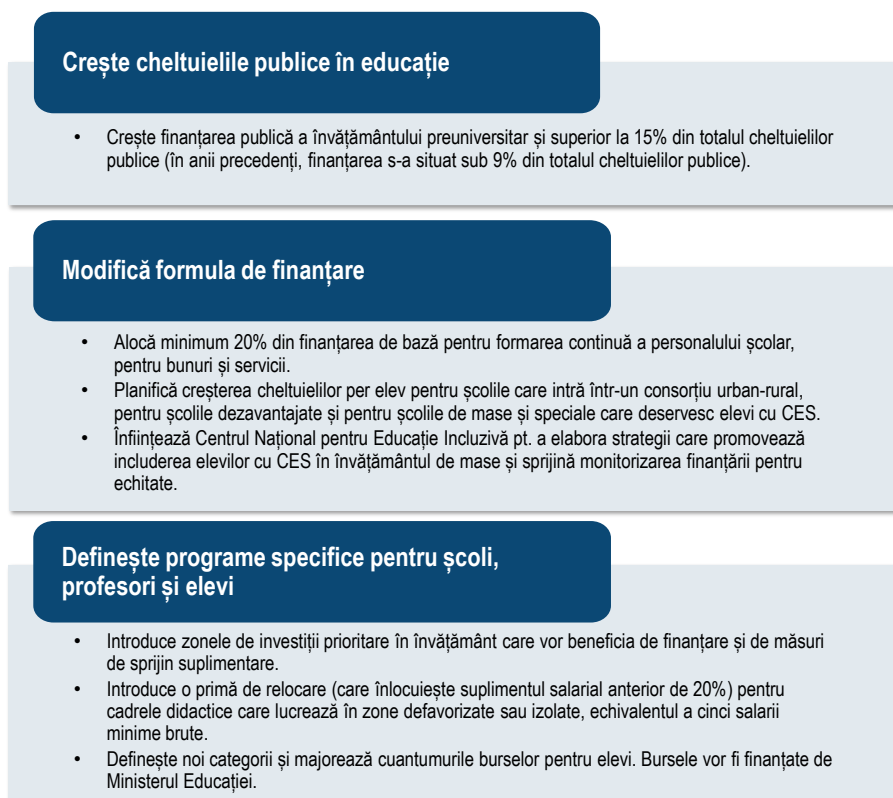 Crește cheltuielile publice în educație
• Crește finanțarea publică a învățământului preuniversitar și superior la 15% din totalul cheltuielilor
publice (în anii precedenți, finanțarea s-a situat sub 9% din totalul cheltuielilor publice).
Modifică formula de finanțare
• Alocă minimum 20% din finanțarea de bază pentru formarea continuă a personalului școlar,
pentru bunuri și servicii.
• Planifică creșterea cheltuielilor per elev pentru școlile care intră într-un consorțiu urban-rural,
pentru școlile dezavantajate și pentru școlile de mase și speciale care deservesc elevi cu CES.
• Înființează Centrul Național pentru Educație Incluzivă pt. a elabora strategii care promovează
includerea elevilor cu CES în învățământul de mase și sprijină monitorizarea finanțării pentru
echitate.
Definește programe specifice pentru școli,
profesori și elevi
• Introduce zonele de investiții prioritare în învățământ care vor beneficia de finanțare și de măsuri
de sprijin suplimentare.
• Introduce o primă de relocare (care înlocuiește suplimentul salarial anterior de 20%) pentru
cadrele didactice care lucrează în zone defavorizate sau izolate, echivalentul a cinci salarii
minime brute.
• Definește noi categorii și majorează cuantumurile burselor pentru elevi. Bursele vor fi finanțate de
Ministerul Educației.